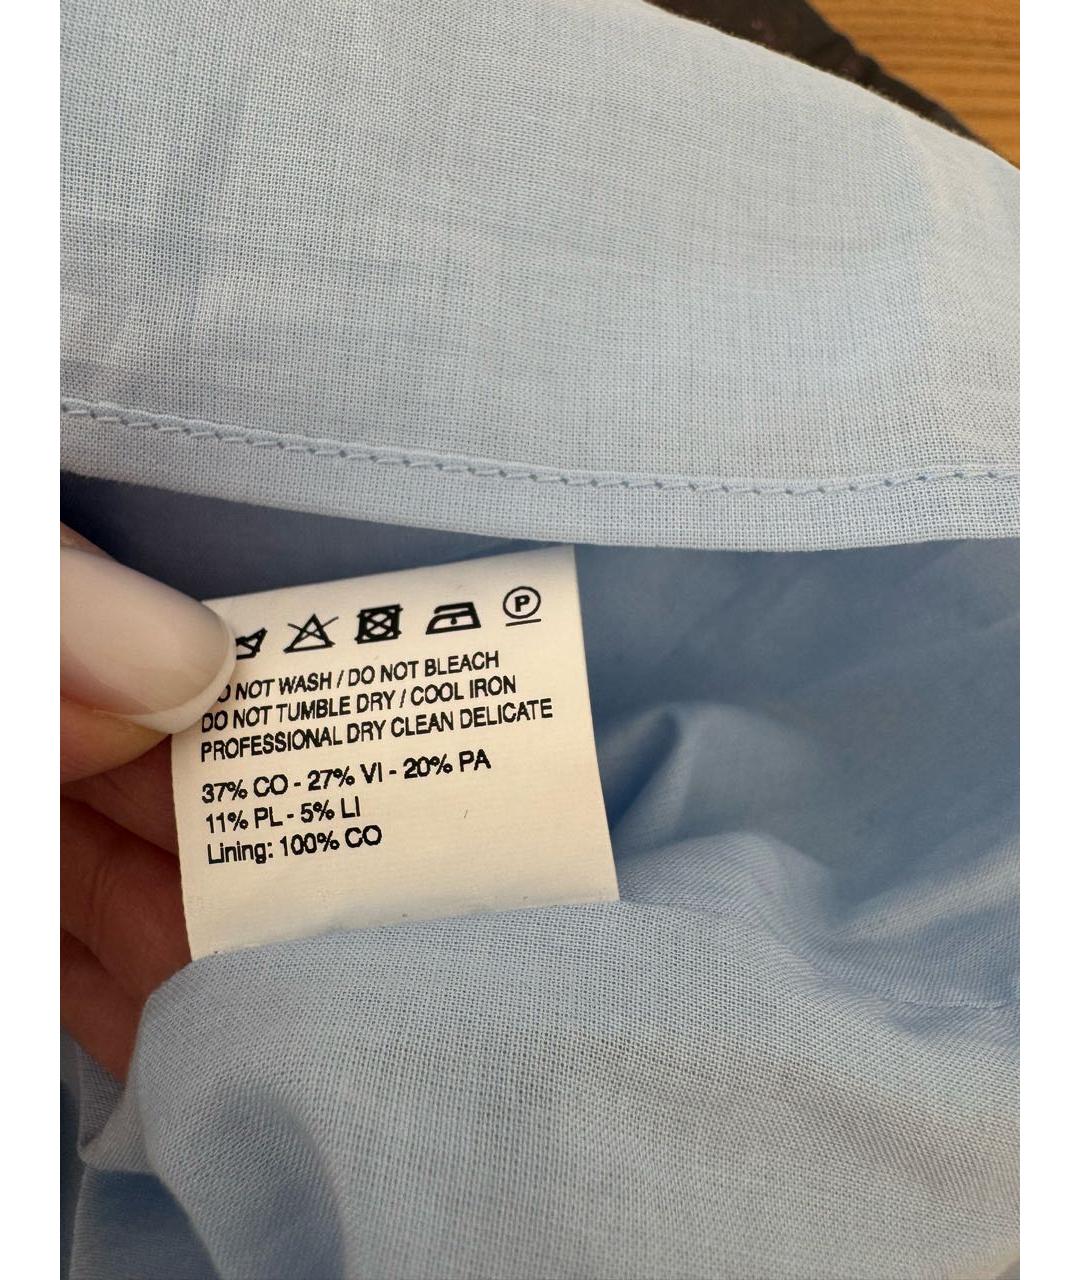 P
DO NOT WASH / DO NOT BLEACH
DO NOT TUMBLE DRY / COOL IRON
PROFESSIONAL DRY CLEAN DELICATE
37% CO - 27% VI - 20% PA
11% PL - 5% LI
Lining: 100% CO